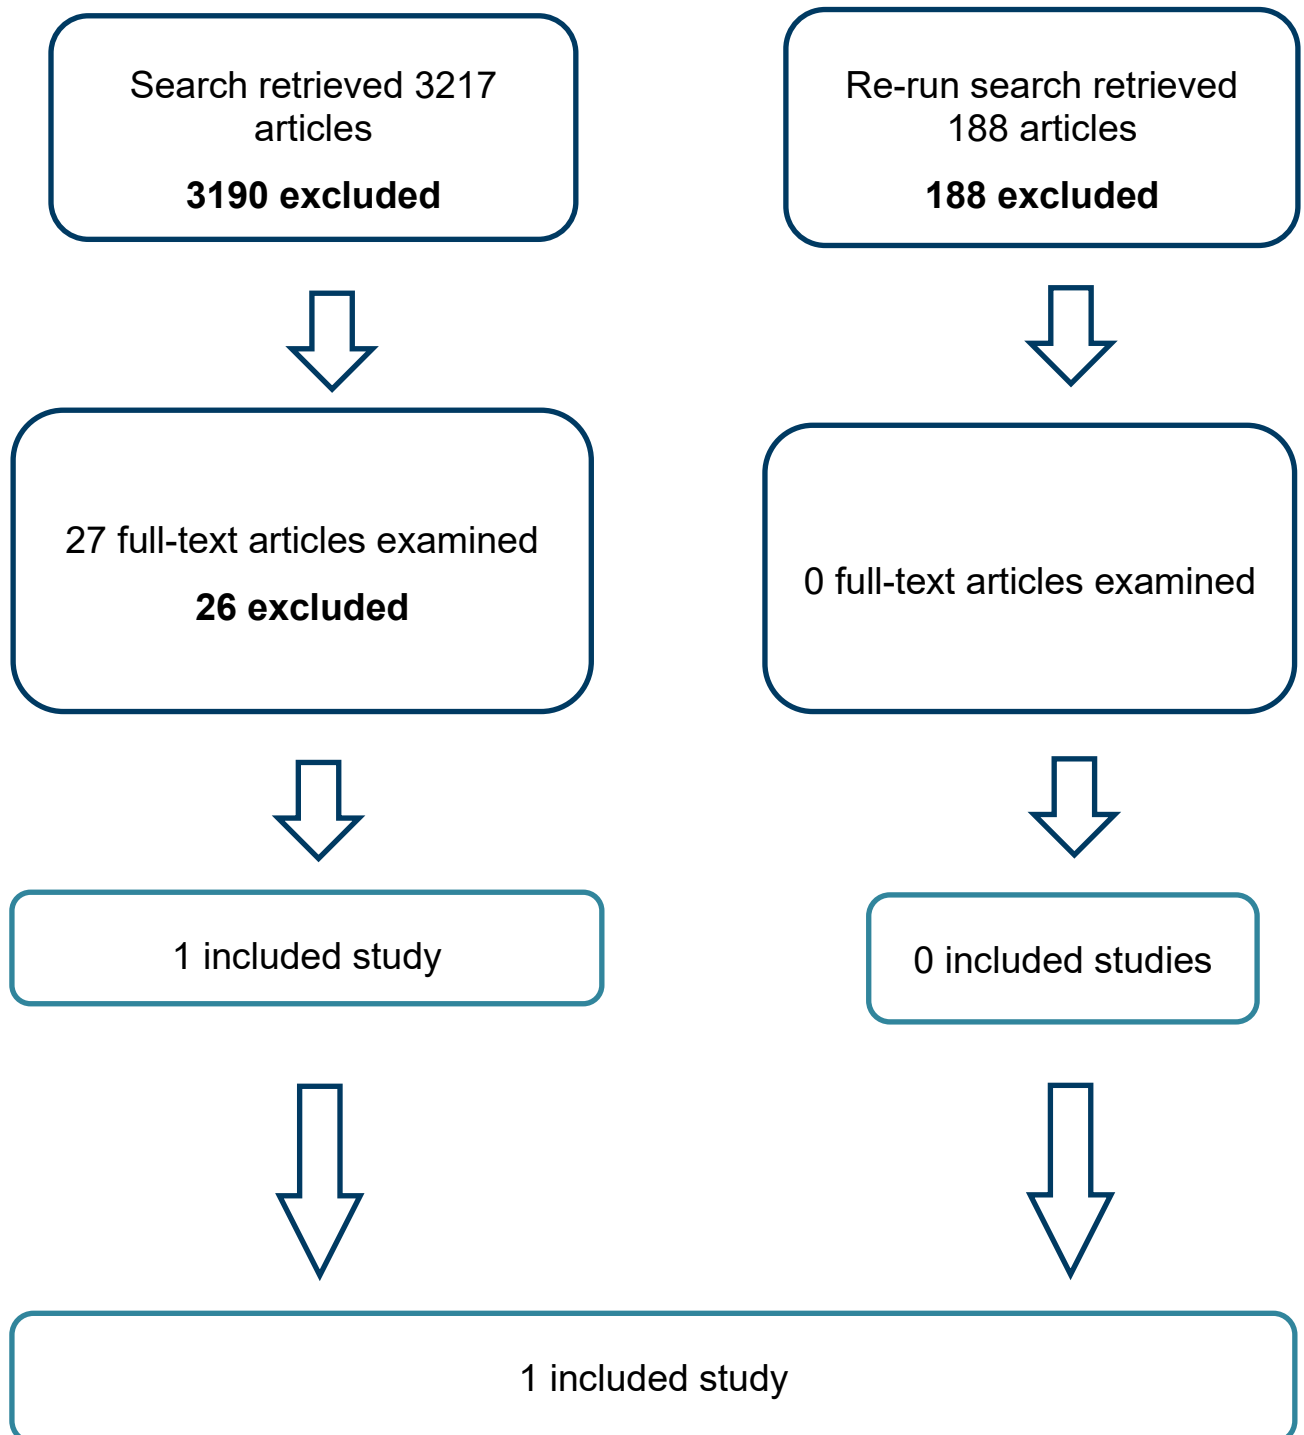 Search retrieved 3217
articles
3190 excluded
Re-run search retrieved
188 articles
188 excluded
27 full-text articles examined
26 excluded
0 full-text articles examined
1 included study
0 included studies
1 included study